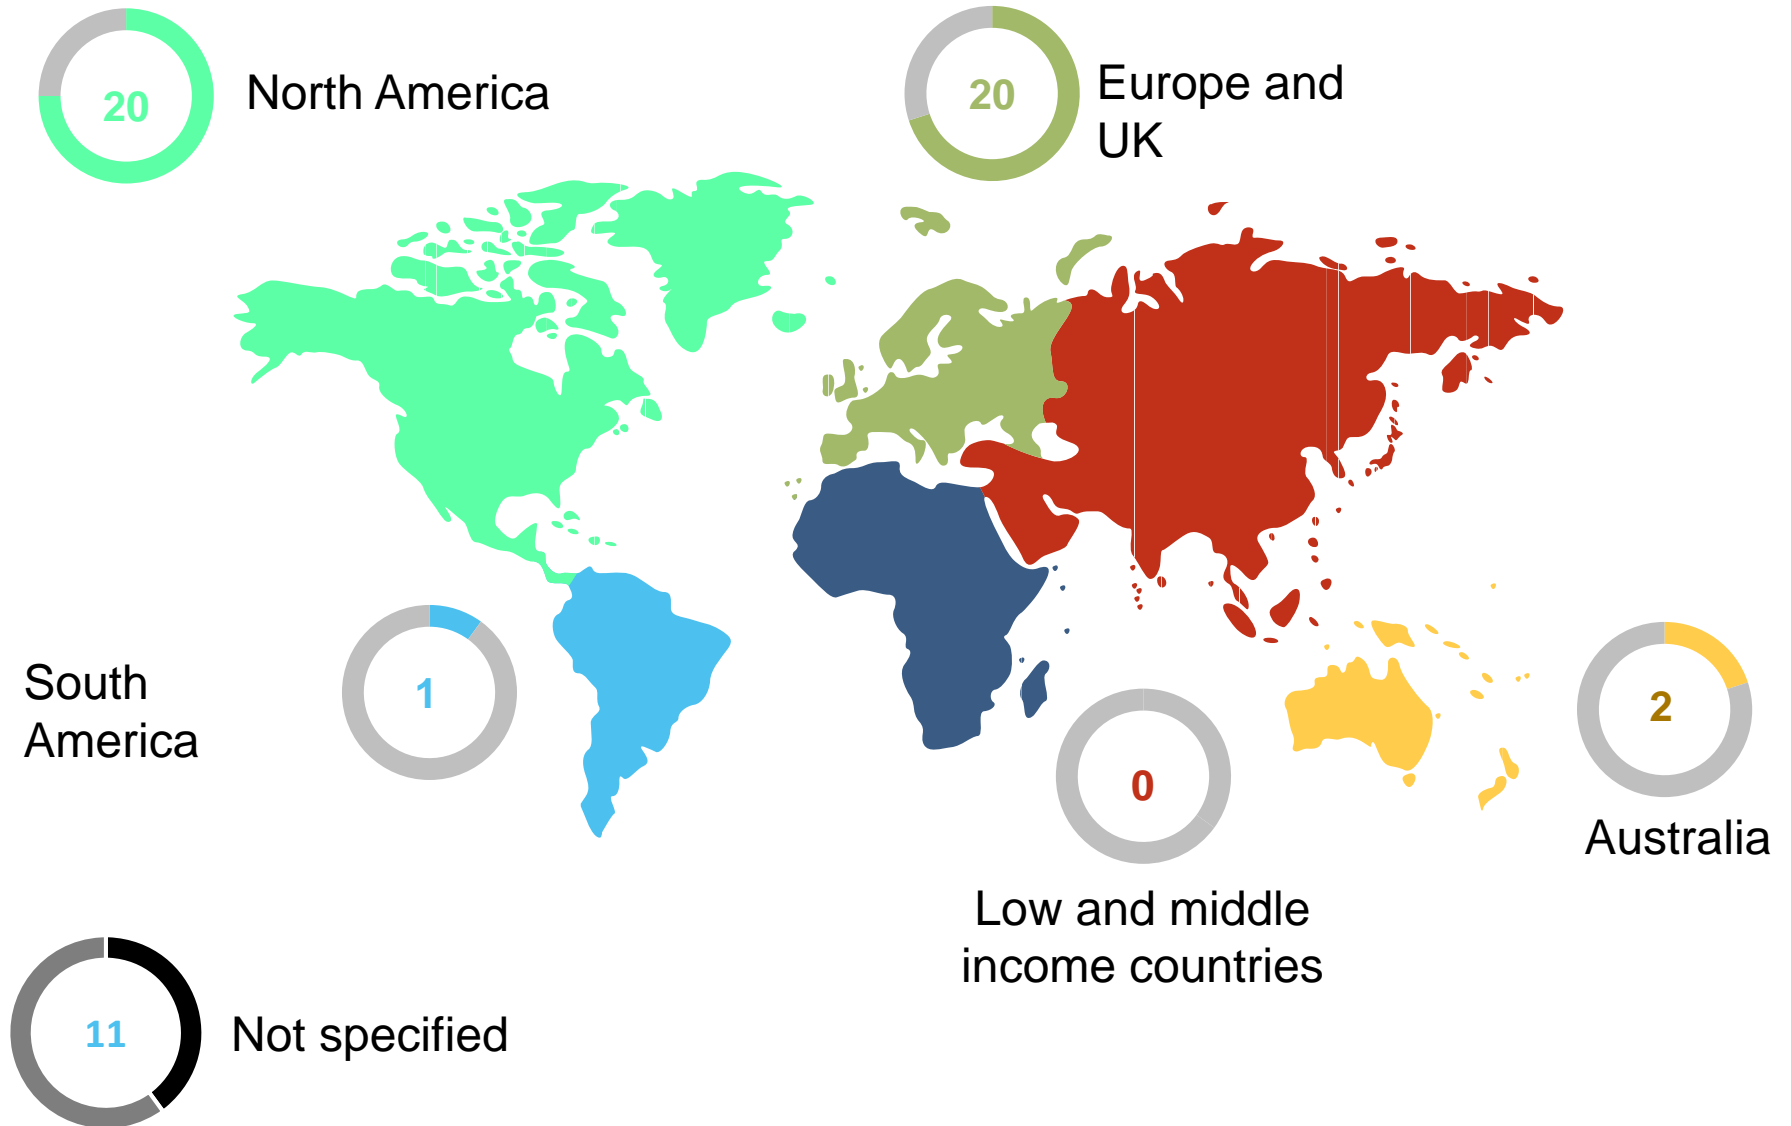 20
North America
20
Europe and
UK
South
America
1
2
Australia
0
Low and middle
income countries
11
Not specified